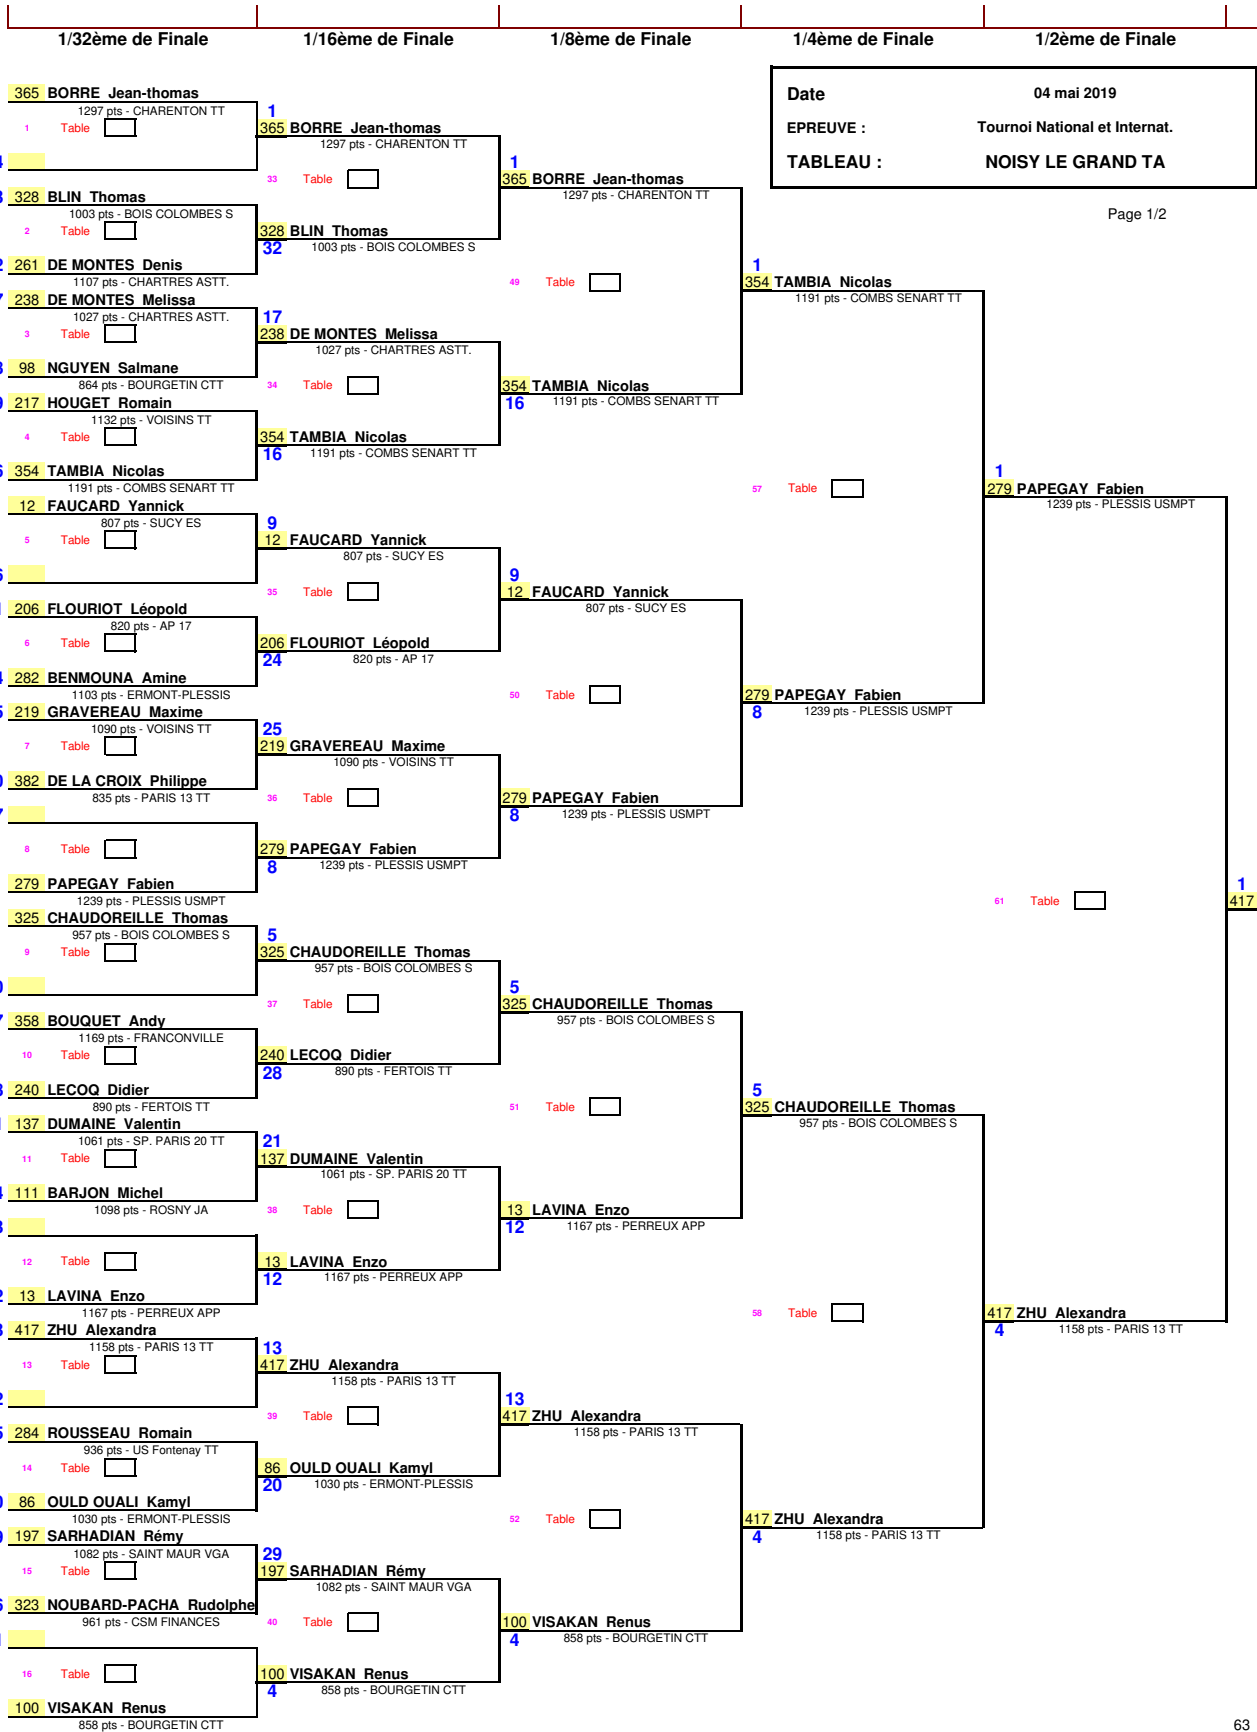 1/32ème de Finale
1/16ème de Finale
1/8ème de Finale
1/4ème de Finale
1/2ème de Finale
Date 04 mai 2019
EPREUVE : Tournoi National et Internat.
TABLEAU : NOISY LE GRAND TA
Page 1/2
365 BORRE Jean-thomas
1297 pts - CHARENTON TT
1 Table
328 BLIN Thomas
1003 pts - BOIS COLOMBES S
2 Table
261 DE MONTES Denis
1107 pts - CHARTRES ASTT.
238 DE MONTES Melissa
1027 pts - CHARTRES ASTT.
3 Table
98 NGUYEN Salmane
864 pts - BOURGETIN CTT
217 HOUGET Romain
1132 pts - VOISINS TT
4 Table
354 TAMBIA Nicolas
1191 pts - COMBS SENART TT
12 FAUCARD Yannick
807 pts - SUCY ES
5 Table
206 FLOURIOT Léopold
820 pts - AP 17
6 Table
282 BENMOUNA Amine
1103 pts - ERMONT-PLESSIS
219 GRAVEREAU Maxime
1090 pts - VOISINS TT
7 Table
382 DE LA CROIX Philippe
835 pts - PARIS 13 TT
8 Table
279 PAPEGAY Fabien
1239 pts - PLESSIS USMPT
325 CHAUDOREILLE Thomas
957 pts - BOIS COLOMBES S
9 Table
358 BOUQUET Andy
1169 pts - FRANCONVILLE
10 Table
240 LECOQ Didier
890 pts - FERTOIS TT
137 DUMAINE Valentin
1061 pts - SP. PARIS 20 TT
11 Table
111 BARJON Michel
1098 pts - ROSNY JA
12 Table
13 LAVINA Enzo
1167 pts - PERREUX APP
417 ZHU Alexandra
1158 pts - PARIS 13 TT
13 Table
284 ROUSSEAU Romain
936 pts - US Fontenay TT
14 Table
86 OULD OUALI Kamyl
1030 pts - ERMONT-PLESSIS
197 SARHADIAN Rémy
1082 pts - SAINT MAUR VGA
15 Table
323 NOUBARD-PACHA Rudolphe
961 pts - CSM FINANCES
16 Table
100 VISAKAN Renus
858 pts - BOURGETIN CTT
1
365 BORRE Jean-thomas
1297 pts - CHARENTON TT
33 Table
328 BLIN Thomas
32 1003 pts - BOIS COLOMBES S
17
238 DE MONTES Melissa
1027 pts - CHARTRES ASTT.
34 Table
354 TAMBIA Nicolas
16 1191 pts - COMBS SENART TT
9
12 FAUCARD Yannick
807 pts - SUCY ES
35 Table
206 FLOURIOT Léopold
24 820 pts - AP 17
25
219 GRAVEREAU Maxime
1090 pts - VOISINS TT
36 Table
279 PAPEGAY Fabien
8 1239 pts - PLESSIS USMPT
5
325 CHAUDOREILLE Thomas
957 pts - BOIS COLOMBES S
37 Table
240 LECOQ Didier
28 890 pts - FERTOIS TT
21
137 DUMAINE Valentin
1061 pts - SP. PARIS 20 TT
38 Table
13 LAVINA Enzo
12 1167 pts - PERREUX APP
13
417 ZHU Alexandra
1158 pts - PARIS 13 TT
39 Table
86 OULD OUALI Kamyl
20 1030 pts - ERMONT-PLESSIS
29
197 SARHADIAN Rémy
1082 pts - SAINT MAUR VGA
40 Table
100 VISAKAN Renus
4 858 pts - BOURGETIN CTT
1
365 BORRE Jean-thomas
1297 pts - CHARENTON TT
49 Table
354 TAMBIA Nicolas
16 1191 pts - COMBS SENART TT
9
12 FAUCARD Yannick
807 pts - SUCY ES
50 Table
279 PAPEGAY Fabien
8 1239 pts - PLESSIS USMPT
5
325 CHAUDOREILLE Thomas
957 pts - BOIS COLOMBES S
51 Table
13 LAVINA Enzo
12 1167 pts - PERREUX APP
13
417 ZHU Alexandra
1158 pts - PARIS 13 TT
52 Table
100 VISAKAN Renus
4 858 pts - BOURGETIN CTT
1
354 TAMBIA Nicolas
1191 pts - COMBS SENART TT
57 Table
279 PAPEGAY Fabien
8 1239 pts - PLESSIS USMPT
5
325 CHAUDOREILLE Thomas
957 pts - BOIS COLOMBES S
58 Table
417 ZHU Alexandra
4 1158 pts - PARIS 13 TT
1
279 PAPEGAY Fabien
1239 pts - PLESSIS USMPT
61 Table
417 ZHU Alexandra
4 1158 pts - PARIS 13 TT
1
417
63